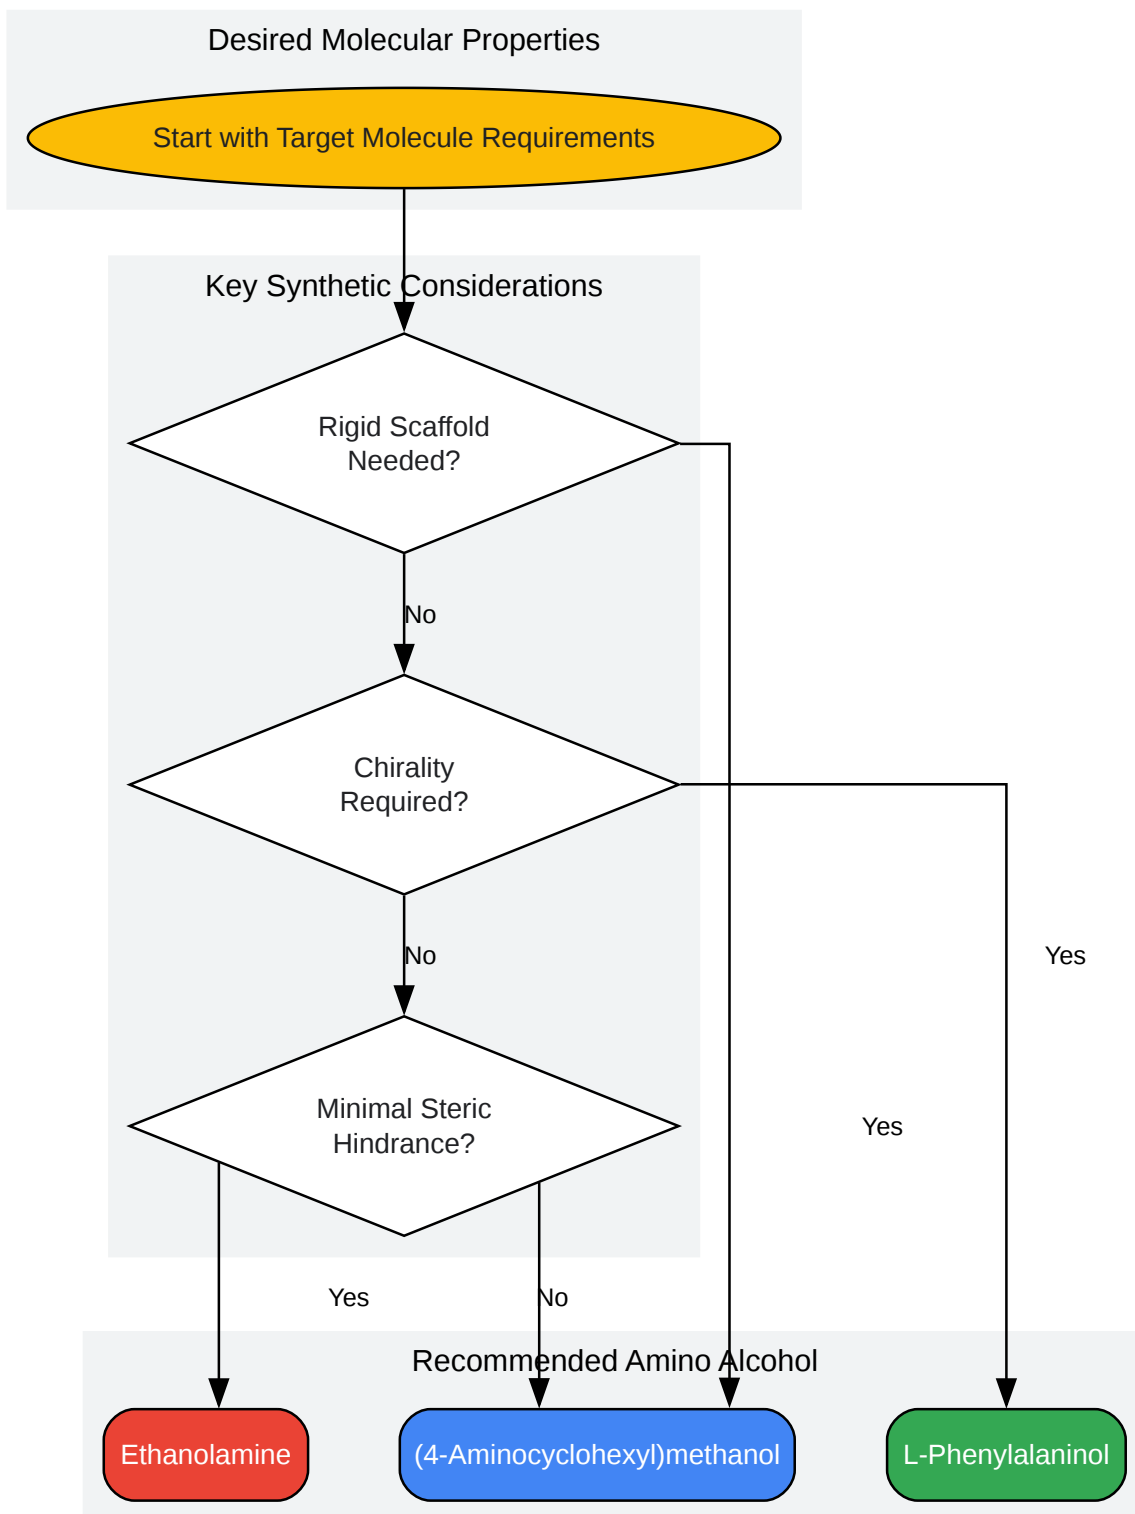 Desired Molecular Properties
Start with Target Molecule Requirements
Key Synthetic Considerations
Rigid Scaffold
Needed?
No
Chirality
Required?
No
Yes
Minimal Steric
Hindrance?
Yes
Yes
No
Recommended Amino Alcohol
Ethanolamine
(4-Aminocyclohexyl)methanol
L-Phenylalaninol